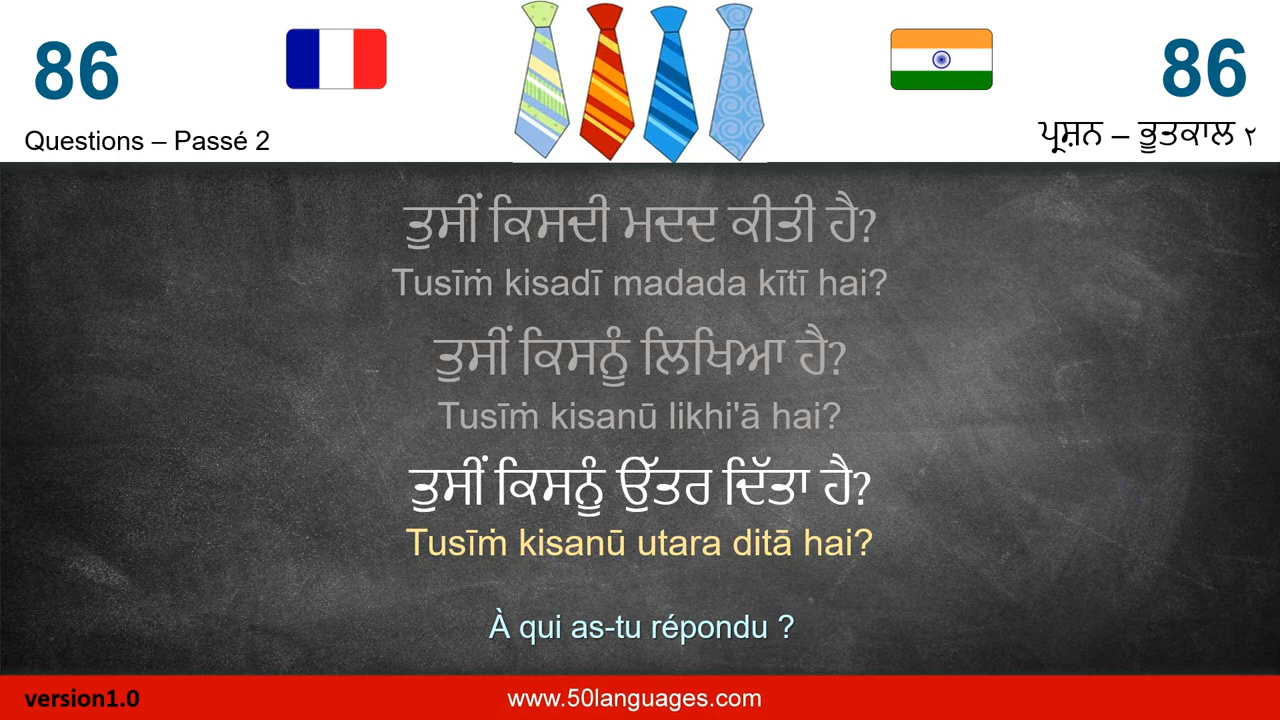 86
86
Questions – Passé 2
ਪ੍ਰਸ਼ਨ – ਭੂਤਕਾਲ ੨
ਤੁਸੀਂ ਕਿਸਦੀ ਮਦਦ ਕੀਤੀ ਹੈ?
Tusīṁ kisadī madada kītī hai?
ਤੁਸੀਂ ਕਿਸਨੂੰ ਲਿਖਿਆ ਹੈ?
Tusīṁ kisanū likhi'ā hai?
ਤੁਸੀਂ ਕਿਸਨੂੰ ਉੱਤਰ ਦਿੱਤਾ ਹੈ?
Tusīṁ kisanū utara ditā hai?
À qui as-tu répondu ?
version1.0
www.50languages.com